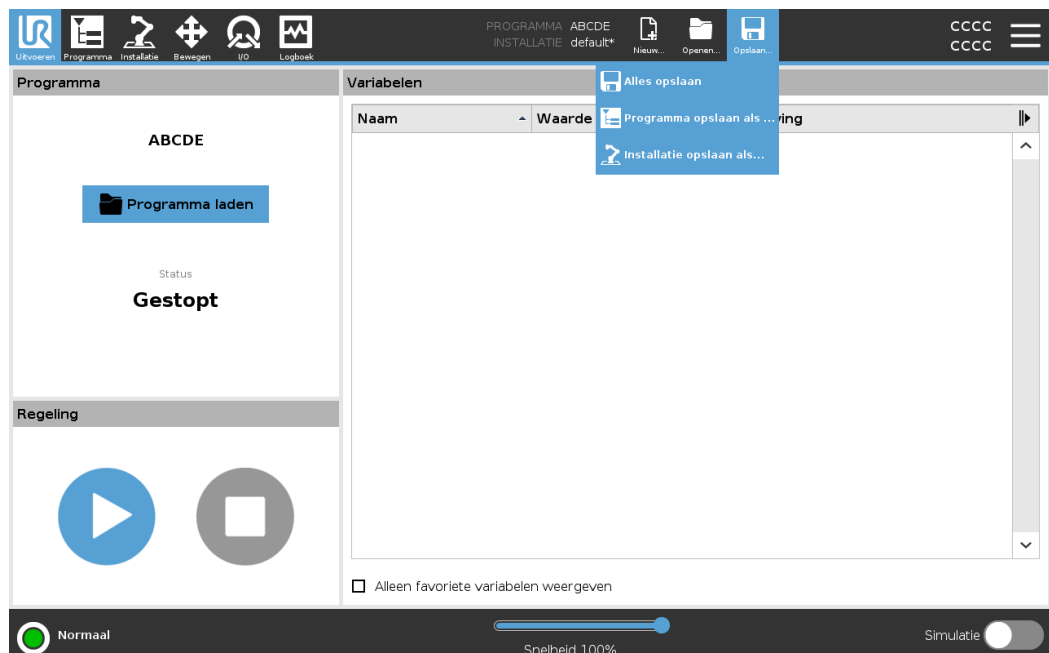 UR
Uitvoeren Programma Installatie Bewegen I/O Logboek
PROGRAMMA ABCDE
INSTALLATIE default*
Nieuw... Openen... Opslaan...
CCCC
CCCC
Alles opslaan
Programma opslaan als ...
Installatie opslaan als...
Programma
ABCDE
Programma laden
Status
Gestopt
Variabelen
Naam Waarde ving
Alleen favoriete variabelen weergeven
Regeling
Normaal
Snelheid 100%
Simulatie